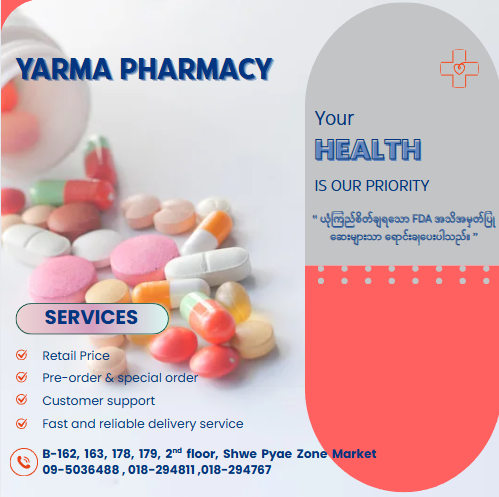 YARMA PHARMACY
Your
HEALTH
IS OUR PRIORITY
“ ယုံကြည်စိတ်ချရသော FDA အသိအမှတ်ပြု
ဆေးများသာ ရောင်းချပေးပါသည်။ ”
SERVICES
Retail Price
Pre-order & special order
Customer support
Fast and reliable delivery service
B-162, 163, 178, 179, 2nd floor, Shwe Pyae Zone Market
09-5036488 , 018-294811 ,018-294767